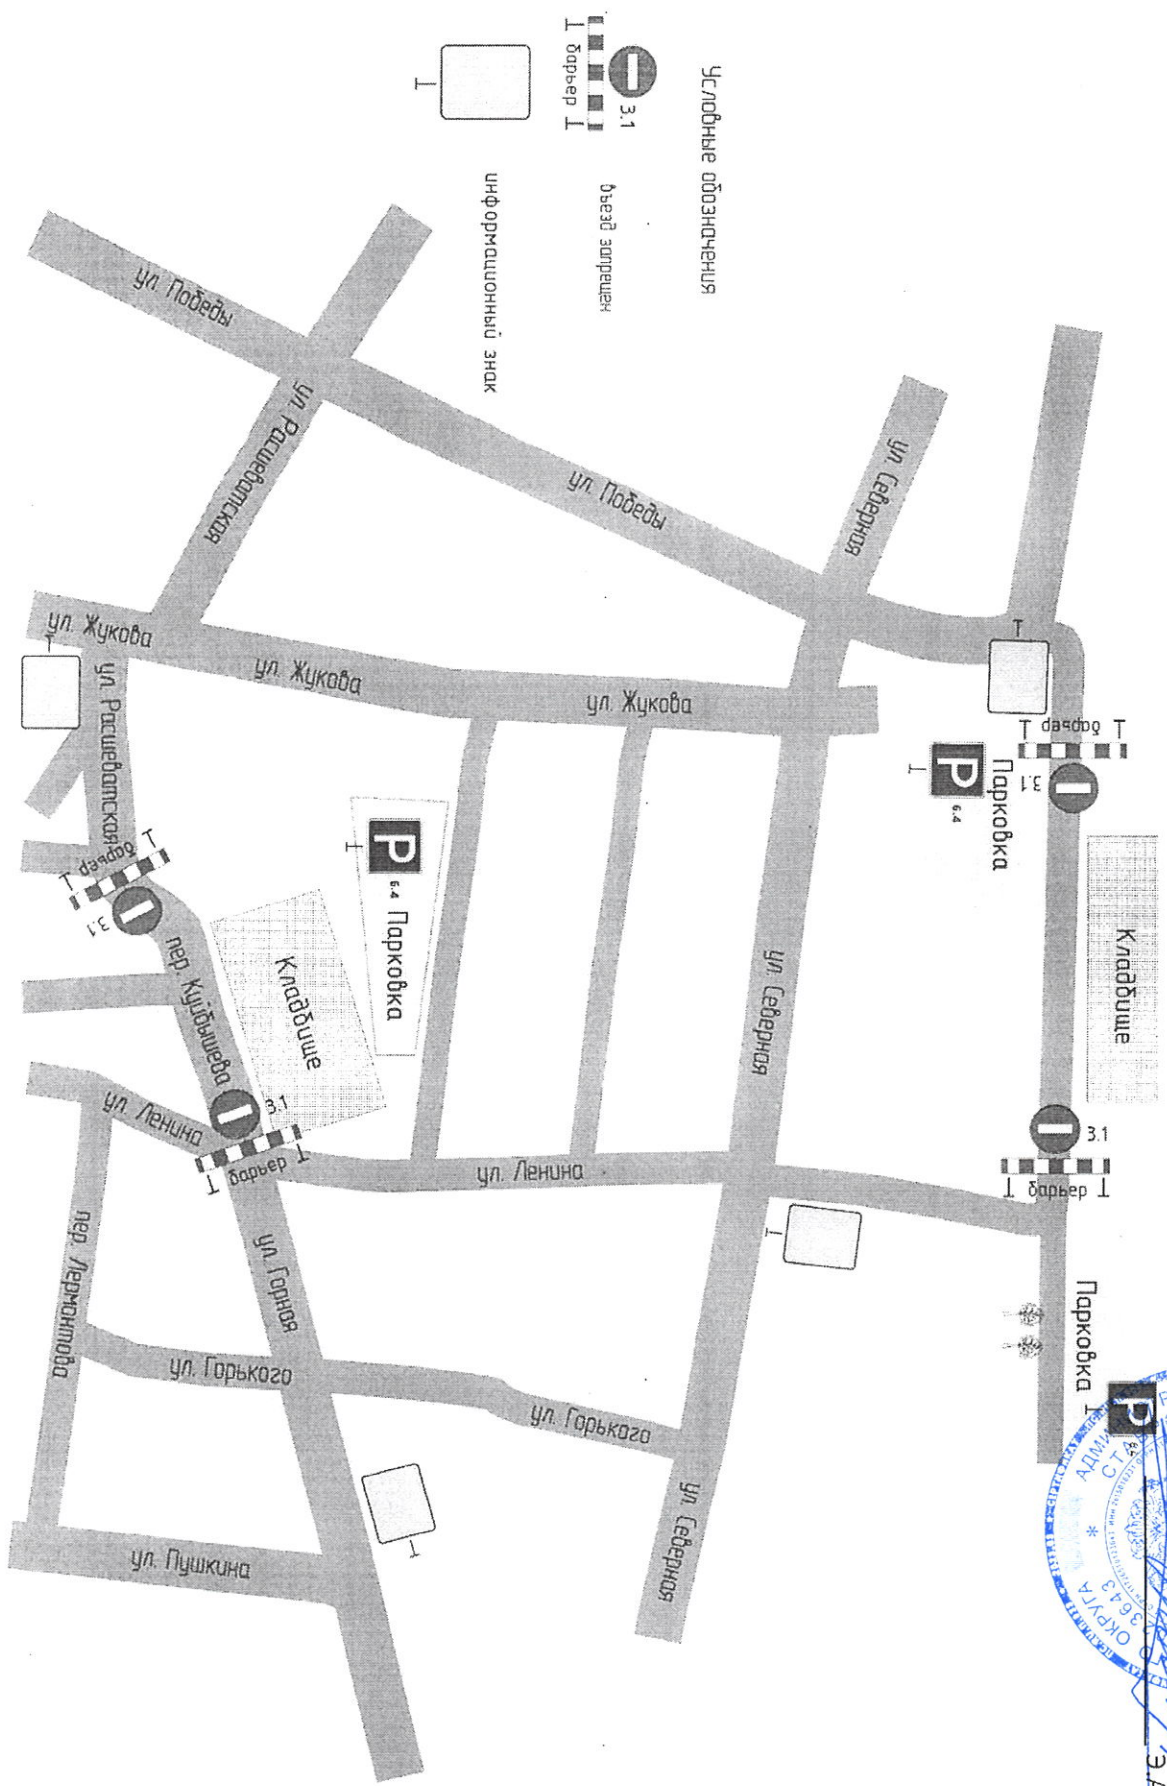 Условные обозначения
3.1
барьер
въезд запрещен
информационный знак
ул. Победы
ул. Расшеватская
ул. Победы
ул. Северная
ул. Жукова
ул. Жукова
ул. Жукова
ул. Расшеватская
барьер
3.1
Парковка
6.4
Кладбище
3.1
барьер
Парковка
6.4
6.4 Парковка
Кладбище
барьер
3.1
пер. Куйбышева
3.1
барьер
ул. Северная
ул. Ленина
ул. Ленина
ул. Горная
пер. Лермонтова
ул. Горького
ул. Горького
ул. Северная
ул. Пушкина
P
P
P
ОКРУГА
*
3643